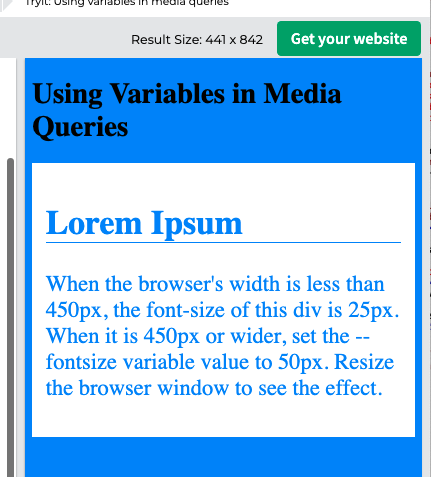 Tryit: Using variables in media queries
Result Size: 441 x 842
Get your website
Using Variables in Media
Queries
Lorem Ipsum
When the browser's width is less than
450px, the font-size of this div is 25px.
When it is 450px or wider, set the --
fontsize variable value to 50px. Resize
the browser window to see the effect.